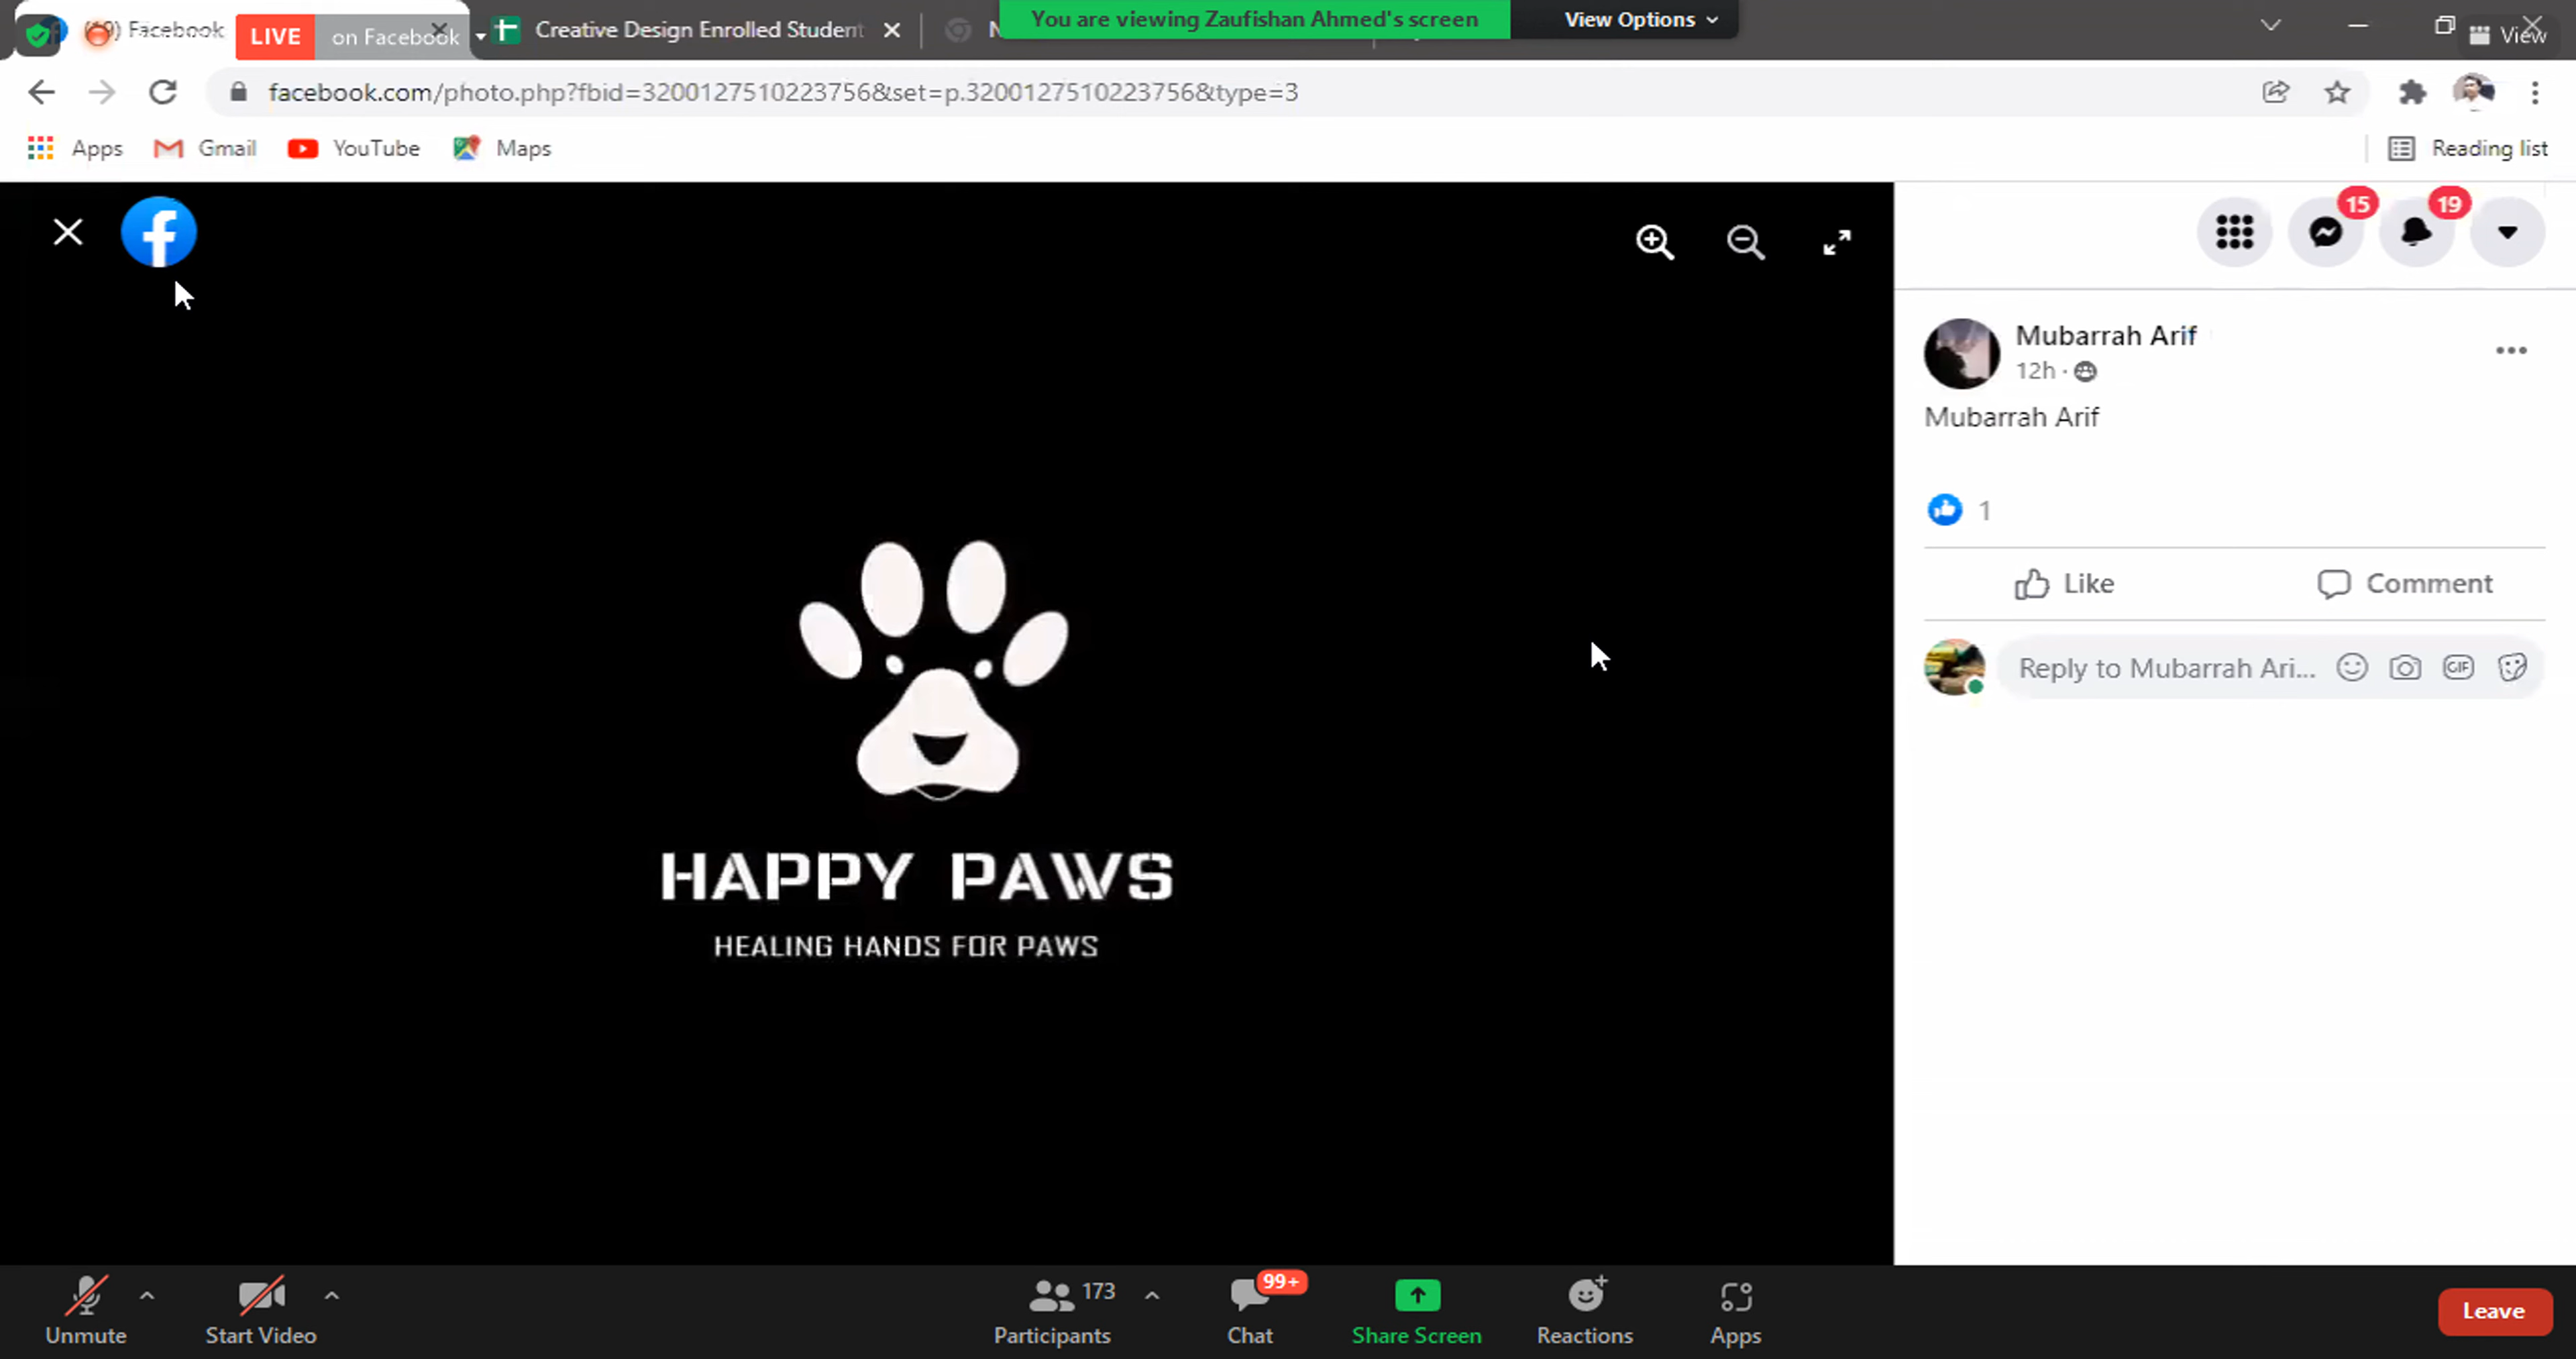 Facebook
LIVE on Facebook
Creative Design Enrolled Student
You are viewing Zaufishan Ahmed's screen
View Options
View
facebook.com/photo.php?fbid=3200127510223756&set=p.3200127510223756&type=3
Apps
Gmail
YouTube
Maps
Reading list
15
19
Mubarrah Arif
12h ·
Mubarrah Arif
1
Like
Comment
Reply to Mubarrah Ari...
GIF
HAPPY PAWS
HEALING HANDS FOR PAWS
Unmute
Start Video
173
Participants
99+
Chat
Share Screen
Reactions
Apps
Leave